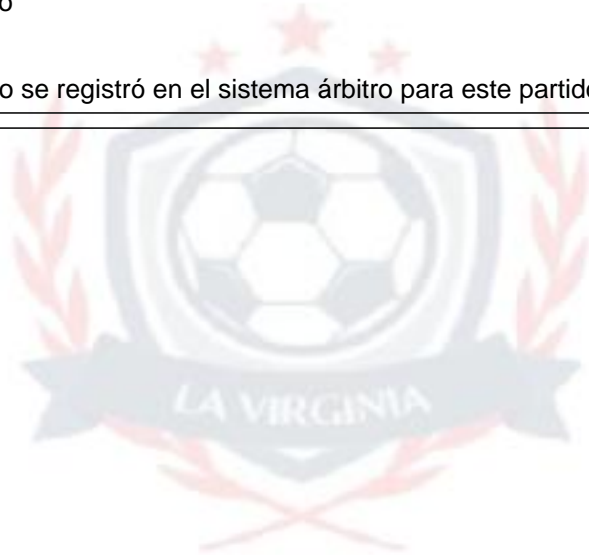 o
o se registró en el sistema árbitro para este partido
LA VIRGINIA